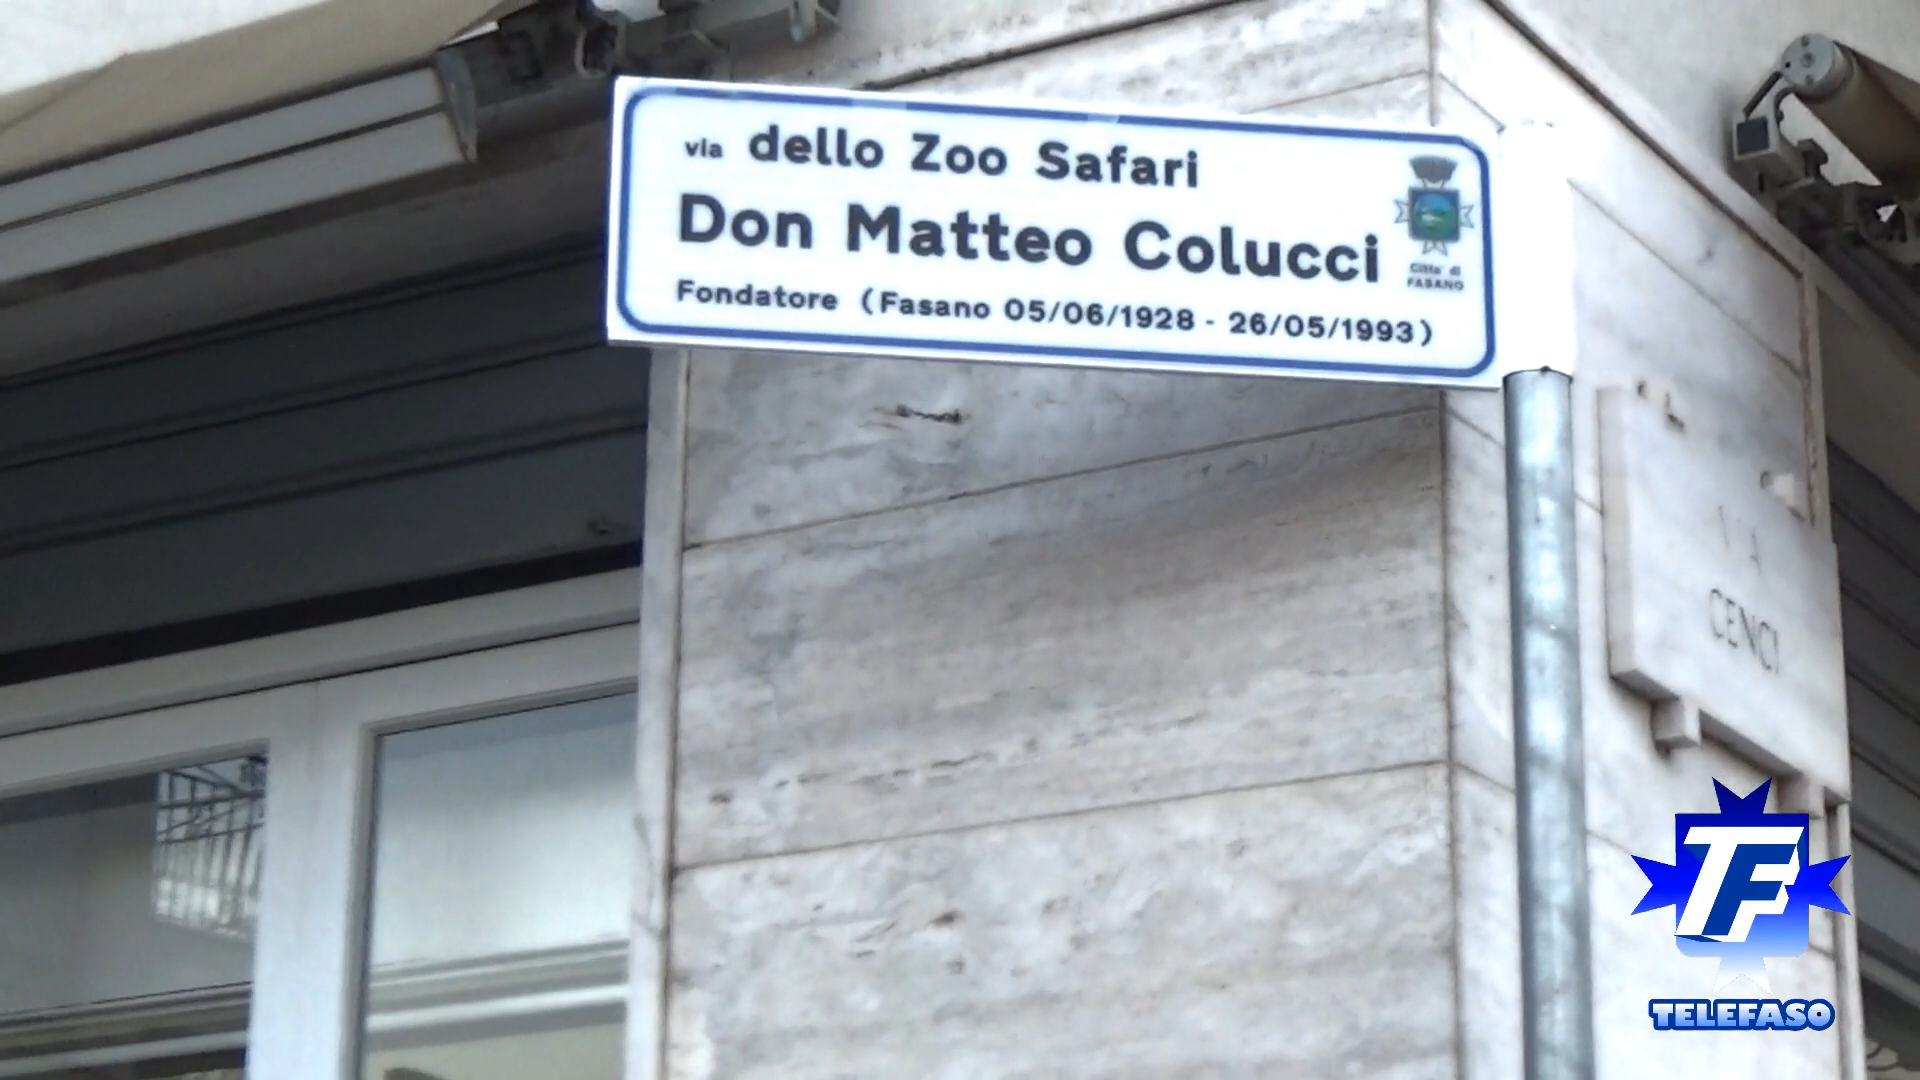 via dello Zoo Safari
Don Matteo Colucci
Fondatore (Fasano 05/06/1928 - 26/05/1993)
Citta' di
FASANO
VIA
CENCI
TF
TELEFASO